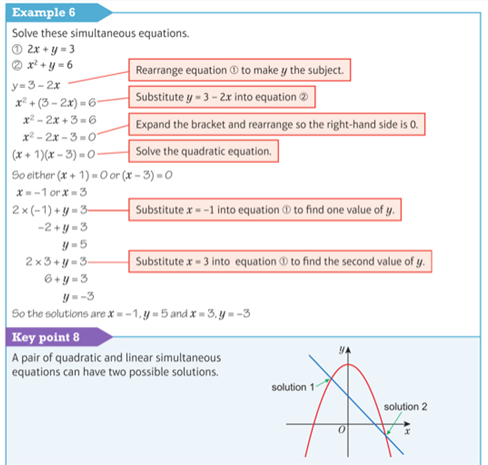 Example 6
Solve these simultaneous equations.
① 2x + y = 3
② x² + y = 6
y = 3 − 2x
Rearrange equation ① to make y the subject.
x² + (3 − 2x) = 6
Substitute y = 3 − 2x into equation ②
x² − 2x + 3 = 6
Expand the bracket and rearrange so the right-hand side is 0.
x² − 2x − 3 = 0
(x + 1)(x − 3) = 0
Solve the quadratic equation.
So either (x + 1) = 0 or (x − 3) = 0
x = −1 or x = 3
2 × (−1) + y = 3
Substitute x = −1 into equation ① to find one value of y.
−2 + y = 3
y = 5
2 × 3 + y = 3
Substitute x = 3 into equation ① to find the second value of y.
6 + y = 3
y = −3
So the solutions are x = −1, y = 5 and x = 3, y = −3
Key point 8
A pair of quadratic and linear simultaneous
equations can have two possible solutions.
y
solution 1
solution 2
O
x